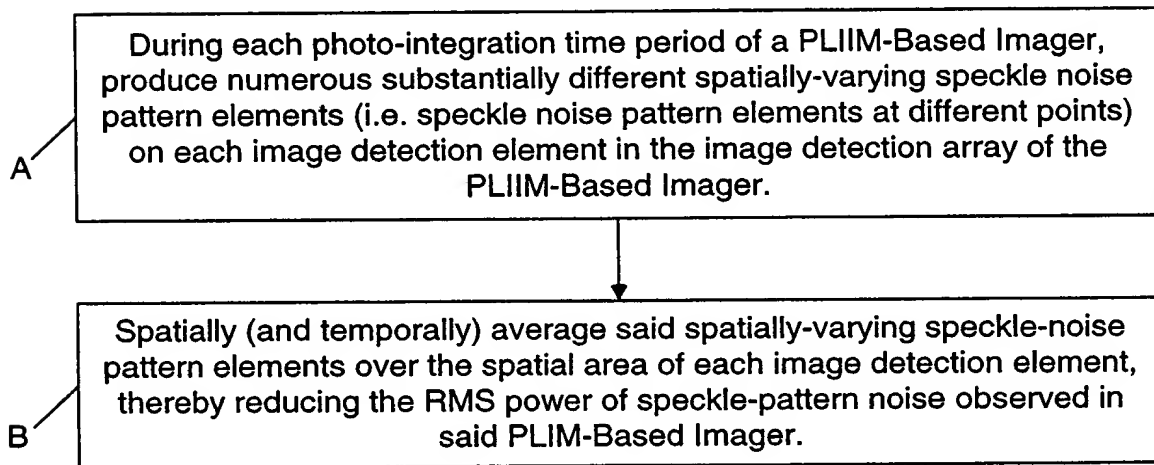 During each photo-integration time period of a PLIIM-Based Imager,
produce numerous substantially different spatially-varying speckle noise
pattern elements (i.e. speckle noise pattern elements at different points)
on each image detection element in the image detection array of the
PLIIM-Based Imager.
A
Spatially (and temporally) average said spatially-varying speckle-noise
pattern elements over the spatial area of each image detection element,
thereby reducing the RMS power of speckle-pattern noise observed in
said PLIM-Based Imager.
B